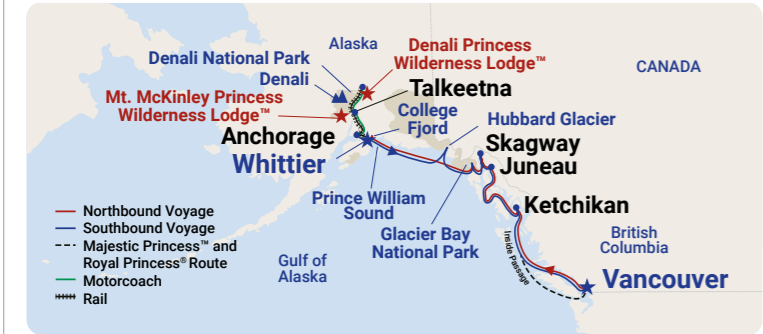 Alaska
Denali National Park
Denali
Denali Princess
Wilderness Lodge™
CANADA
Mt. McKinley Princess
Wilderness Lodge™
Talkeetna
College
Fjord
Hubbard Glacier
Anchorage
Whittier
Skagway
Juneau
Prince William
Sound
Ketchikan
Glacier Bay
National Park
Northbound Voyage
Southbound Voyage
Majestic Princess™ and
Royal Princess® Route
Motorcoach
Rail
Gulf of
Alaska
Inside Passage
British
Columbia
Vancouver